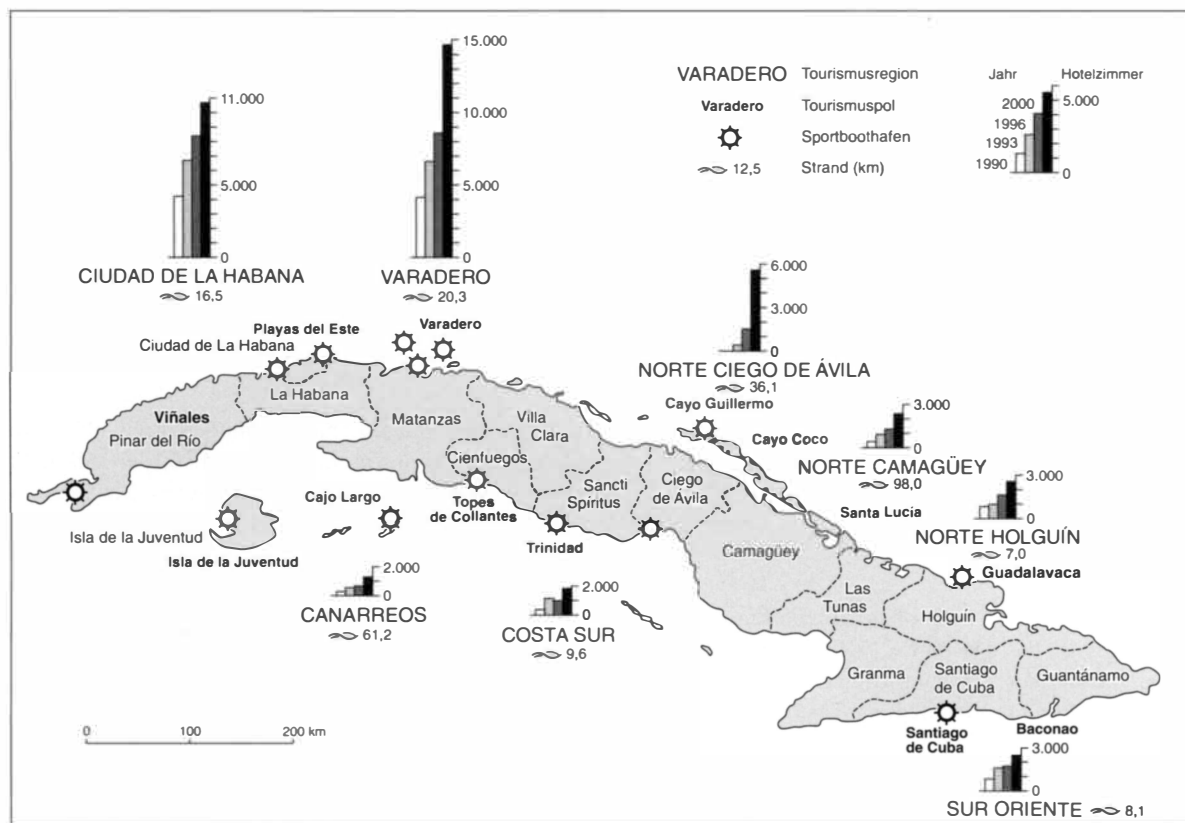 15.000
10.000
5.000
0
11.000
5.000
0
VARADERO Tourismusregion
Varadero Tourismuspol
Sportboothafen
12,5 Strand (km)
Jahr Hotelzimmer
2000
1996
1993
1990
5.000
0
CIUDAD DE LA HABANA
16,5
VARADERO
20,3
6.000
3.000
0
NORTE CIEGO DE ÁVILA
36,1
Playas del Este
Ciudad de La Habana
Varadero
La Habana
Viñales
Pinar del Río
Matanzas
Villa
Clara
Cienfuegos
Sancti
Spíritus
Ciego
de Ávila
Cayo Guillermo
Cayo Coco
3.000
0
NORTE CAMAGÜEY
98,0
Santa Lucía
3.000
0
NORTE HOLGUÍN
7,0
Guadalavaca
Cajo Largo
Topes
de Collantes
Trinidad
Isla de la Juventud
Isla de la Juventud
Camagüey
Las
Tunas
Holguín
2.000
0
CANARREOS
61,2
2.000
0
COSTA SUR
9,6
Granma
Santiago
de Cuba
Guantánamo
Santiago
de Cuba
Baconao
0 200 km
3.000
0
SUR ORIENTE 8,1